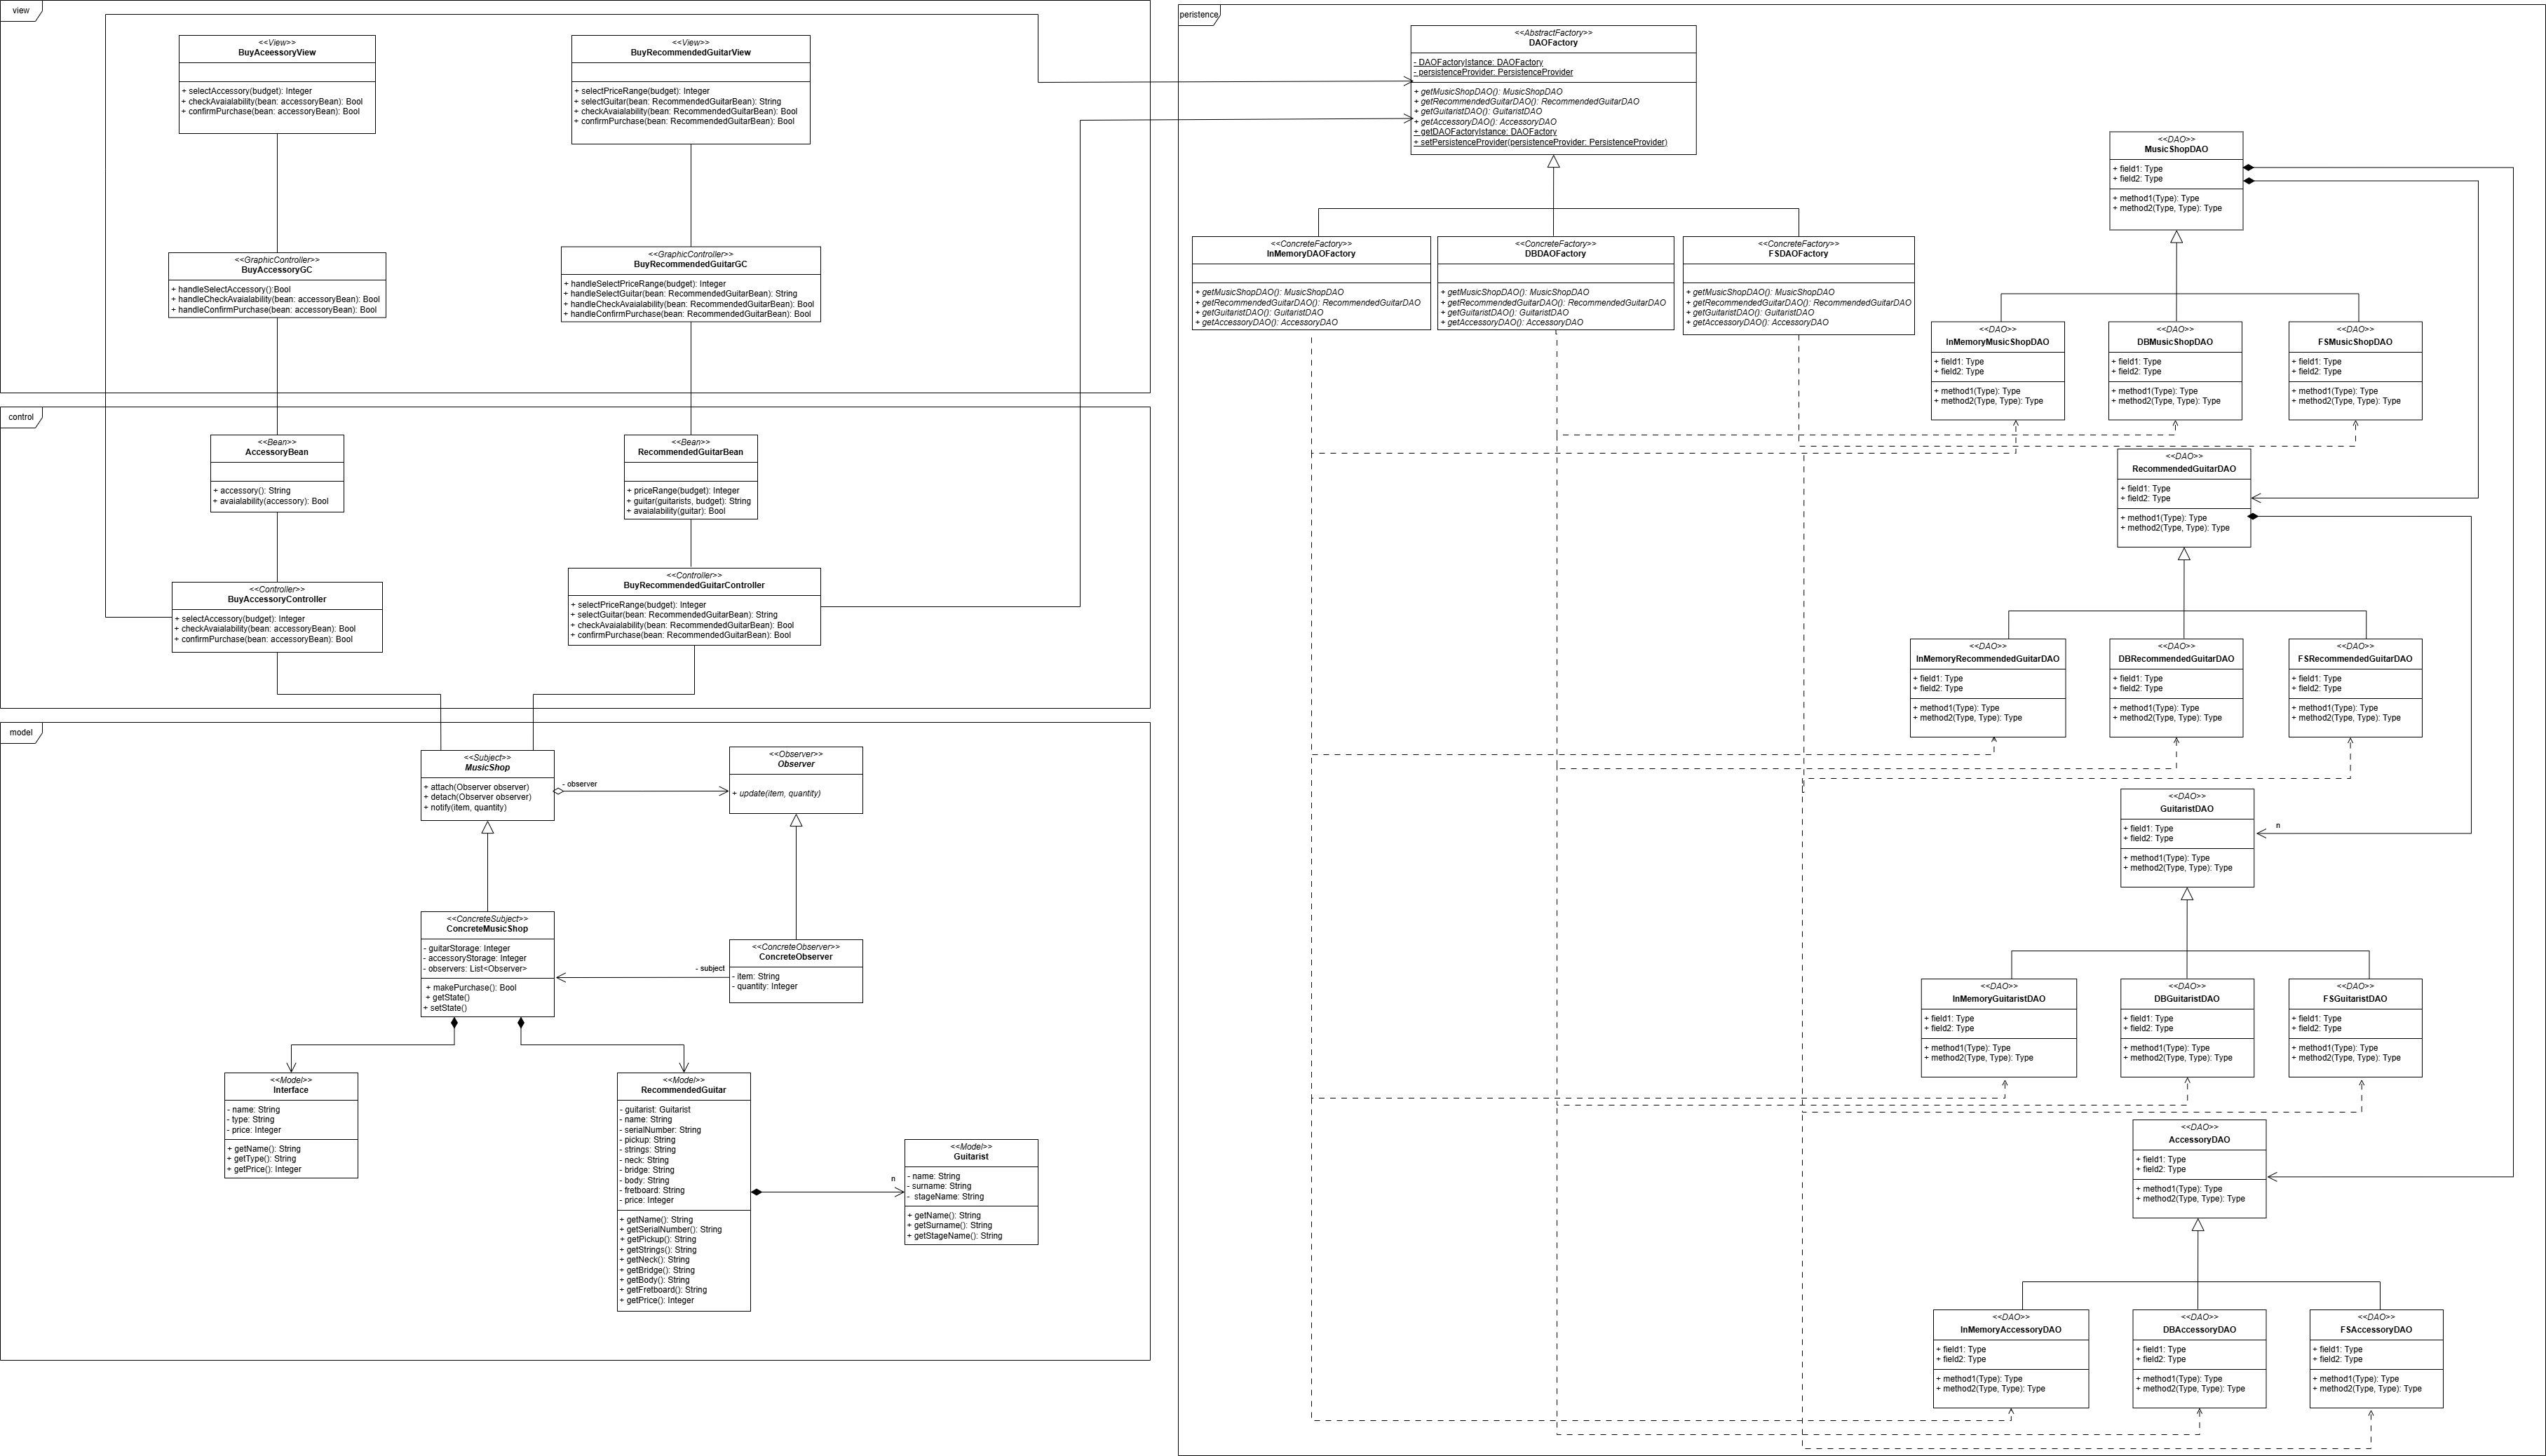 view
<<View>>
BuyAceessoryView
+ selectAccessory(budget): Integer
+ checkAvaialability(bean: accessoryBean): Bool
+ confirmPurchase(bean: accessoryBean): Bool
<<View>>
BuyRecommendedGuitarView
+ selectPriceRange(budget): Integer
+ selectGuitar(bean: RecommendedGuitarBean): String
+ checkAvaialability(bean: RecommendedGuitarBean): Bool
+ confirmPurchase(bean: RecommendedGuitarBean): Bool
<<GraphicController>>
BuyAccessoryGC
+ handleSelectAccessory():Bool
+ handleCheckAvaialability(bean: accessoryBean): Bool
+ handleConfirmPurchase(bean: accessoryBean): Bool
<<GraphicController>>
BuyRecommendedGuitarGC
+ handleSelectPriceRange(budget): Integer
+ handleSelectGuitar(bean: RecommendedGuitarBean): String
+ handleCheckAvaialability(bean: RecommendedGuitarBean): Bool
+ handleConfirmPurchase(bean: RecommendedGuitarBean): Bool
control
<<Bean>>
AccessoryBean
+ accessory(): String
+ avaialability(accessory): Bool
<<Bean>>
RecommendedGuitarBean
+ priceRange(budget): Integer
+ guitar(guitarists, budget): String
+ avaialability(guitar): Bool
<<Controller>>
BuyAccessoryController
+ selectAccessory(budget): Integer
+ checkAvaialability(bean: accessoryBean): Bool
+ confirmPurchase(bean: accessoryBean): Bool
<<Controller>>
BuyRecommendedGuitarController
+ selectPriceRange(budget): Integer
+ selectGuitar(bean: RecommendedGuitarBean): String
+ checkAvaialability(bean: RecommendedGuitarBean): Bool
+ confirmPurchase(bean: RecommendedGuitarBean): Bool
model
<<Subject>>
MusicShop
+ attach(Observer observer)
+ detach(Observer observer)
+ notify(item, quantity)
- observer
<<Observer>>
Observer
+ update(item, quantity)
<<ConcreteSubject>>
ConcreteMusicShop
- guitarStorage: Integer
- accessoryStorage: Integer
- observers: List<Observer>
+ makePurchase(): Bool
+ getState()
+ setState()
- subject
<<ConcreteObserver>>
ConcreteObserver
- item: String
- quantity: Integer
<<Model>>
Interface
- name: String
- type: String
- price: Integer
+ getName(): String
+ getType(): String
+ getPrice(): Integer
<<Model>>
RecommendedGuitar
- guitarist: Guitarist
- name: String
- serialNumber: String
- pickup: String
- strings: String
- neck: String
- bridge: String
- body: String
- fretboard: String
- price: Integer
+ getName(): String
+ getSerialNumber(): String
+ getPickup(): String
+ getStrings(): String
+ getNeck(): String
+ getBridge(): String
+ getBody(): String
+ getFretboard(): String
+ getPrice(): Integer
n
<<Model>>
Guitarist
- name: String
- surname: String
- stageName: String
+ getName(): String
+ getSurname(): String
+ getStageName(): String
peristence
<<AbstractFactory>>
DAOFactory
- DAOFactoryIstance: DAOFactory
- persistenceProvider: PersistenceProvider
+ getMusicShopDAO(): MusicShopDAO
+ getRecommendedGuitarDAO(): RecommendedGuitarDAO
+ getGuitaristDAO(): GuitaristDAO
+ getAccessoryDAO(): AccessoryDAO
+ getDAOFactoryIstance: DAOFactory
+ setPersistenceProvider(persistenceProvider: PersistenceProvider)
<<ConcreteFactory>>
InMemoryDAOFactory
+ getMusicShopDAO(): MusicShopDAO
+ getRecommendedGuitarDAO(): RecommendedGuitarDAO
+ getGuitaristDAO(): GuitaristDAO
+ getAccessoryDAO(): AccessoryDAO
<<ConcreteFactory>>
DBDAOFactory
+ getMusicShopDAO(): MusicShopDAO
+ getRecommendedGuitarDAO(): RecommendedGuitarDAO
+ getGuitaristDAO(): GuitaristDAO
+ getAccessoryDAO(): AccessoryDAO
<<ConcreteFactory>>
FSDAOFactory
+ getMusicShopDAO(): MusicShopDAO
+ getRecommendedGuitarDAO(): RecommendedGuitarDAO
+ getGuitaristDAO(): GuitaristDAO
+ getAccessoryDAO(): AccessoryDAO
<<DAO>>
MusicShopDAO
+ field1: Type
+ field2: Type
+ method1(Type): Type
+ method2(Type, Type): Type
<<DAO>>
InMemoryMusicShopDAO
+ field1: Type
+ field2: Type
+ method1(Type): Type
+ method2(Type, Type): Type
<<DAO>>
DBMusicShopDAO
+ field1: Type
+ field2: Type
+ method1(Type): Type
+ method2(Type, Type): Type
<<DAO>>
FSMusicShopDAO
+ field1: Type
+ field2: Type
+ method1(Type): Type
+ method2(Type, Type): Type
<<DAO>>
RecommendedGuitarDAO
+ field1: Type
+ field2: Type
+ method1(Type): Type
+ method2(Type, Type): Type
<<DAO>>
InMemoryRecommendedGuitarDAO
+ field1: Type
+ field2: Type
+ method1(Type): Type
+ method2(Type, Type): Type
<<DAO>>
DBRecommendedGuitarDAO
+ field1: Type
+ field2: Type
+ method1(Type): Type
+ method2(Type, Type): Type
<<DAO>>
FSRecommendedGuitarDAO
+ field1: Type
+ field2: Type
+ method1(Type): Type
+ method2(Type, Type): Type
<<DAO>>
GuitaristDAO
+ field1: Type
+ field2: Type
+ method1(Type): Type
+ method2(Type, Type): Type
n
<<DAO>>
InMemoryGuitaristDAO
+ field1: Type
+ field2: Type
+ method1(Type): Type
+ method2(Type, Type): Type
<<DAO>>
DBGuitaristDAO
+ field1: Type
+ field2: Type
+ method1(Type): Type
+ method2(Type, Type): Type
<<DAO>>
FSGuitaristDAO
+ field1: Type
+ field2: Type
+ method1(Type): Type
+ method2(Type, Type): Type
<<DAO>>
AccessoryDAO
+ field1: Type
+ field2: Type
+ method1(Type): Type
+ method2(Type, Type): Type
<<DAO>>
InMemoryAccessoryDAO
+ field1: Type
+ field2: Type
+ method1(Type): Type
+ method2(Type, Type): Type
<<DAO>>
DBAccessoryDAO
+ field1: Type
+ field2: Type
+ method1(Type): Type
+ method2(Type, Type): Type
<<DAO>>
FSAccessoryDAO
+ field1: Type
+ field2: Type
+ method1(Type): Type
+ method2(Type, Type): Type